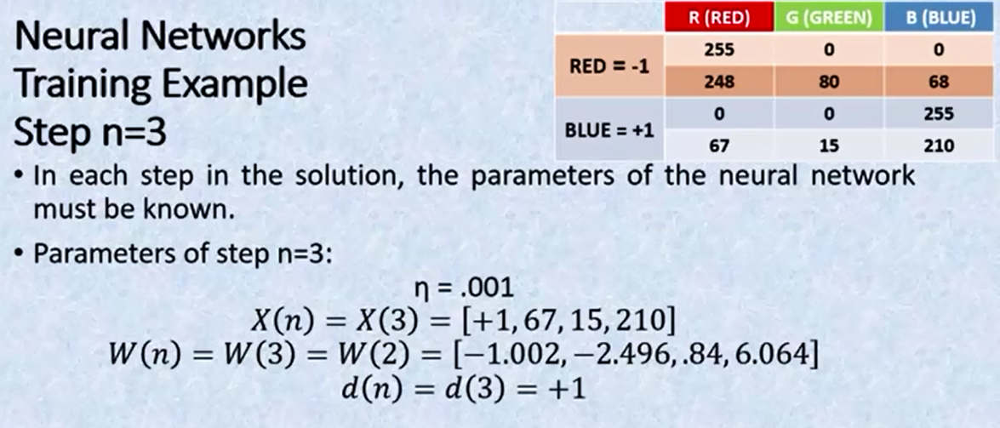 Neural Networks
Training Example
Step n=3
R (RED) G (GREEN) B (BLUE)
RED = -1
255 0 0
248 80 68
BLUE = +1
0 0 255
67 15 210
• In each step in the solution, the parameters of the neural network
must be known.
• Parameters of step n=3:
η = .001
X(n) = X(3) = [+1, 67, 15, 210]
W(n) = W(3) = W(2) = [−1.002, −2.496, .84, 6.064]
d(n) = d(3) = +1